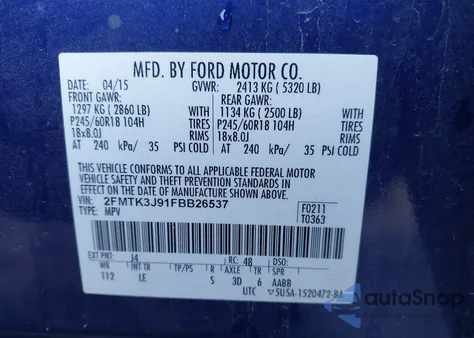 MFD. BY FORD MOTOR CO.
DATE: 04/15 GVWR: 2413 KG ( 5320 LB)
FRONT GAWR: REAR GAWR:
1297 KG ( 2860 LB) 1134 KG ( 2500 LB)
P245/60R18 104H TIRES P245/60R18 104H TIRES
18x8.0J RIMS 18x8.0J RIMS
AT 240 kPa/ 35 PSI COLD AT 240 kPa/ 35 PSI COLD
THIS VEHICLE CONFORMS TO ALL APPLICABLE FEDERAL MOTOR
VEHICLE SAFETY AND BUMPER STANDARDS IN EFFECT ON THE DATE
OF MANUFACTURE SHOWN ABOVE.
VIN: 2FMTK3J91FBB26537 F0211
TYPE: MPV T0363
EXT PNT: J4 RC: 48 DSO:
WB INT TR TP/PS R AXLE TR SPR
112 LE S 3D 6 AABB
UTC 5U5A-1520472-BA
AutoSnap